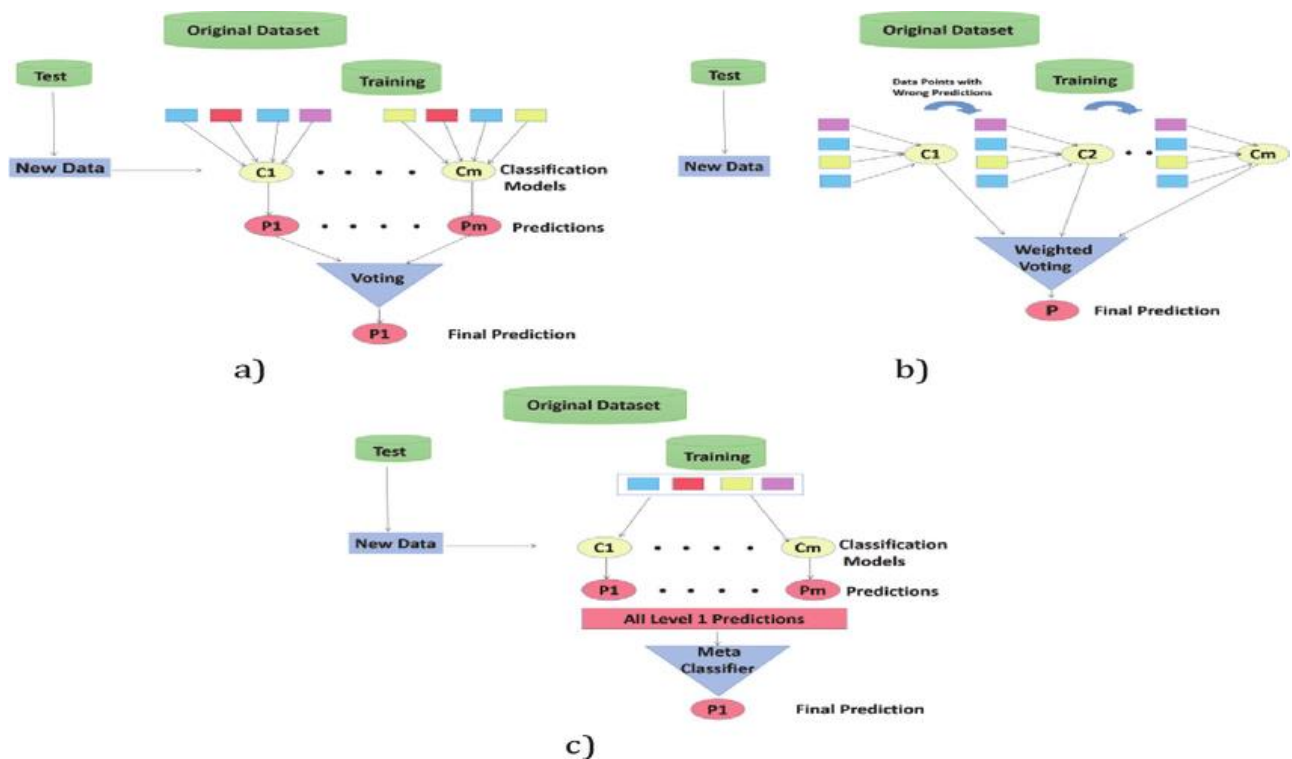 Original Dataset
Test
Training
New Data
C1
Cm
Classification
Models
P1
Pm
Predictions
Voting
P1
Final Prediction
a)
Original Dataset
Test
Data Points with
Wrong Predictions
Training
New Data
C1
C2
Cm
Weighted
Voting
P
Final Prediction
b)
Original Dataset
Test
Training
New Data
C1
Cm
Classification
Models
P1
Pm
Predictions
All Level 1 Predictions
Meta
Classifier
P1
Final Prediction
c)